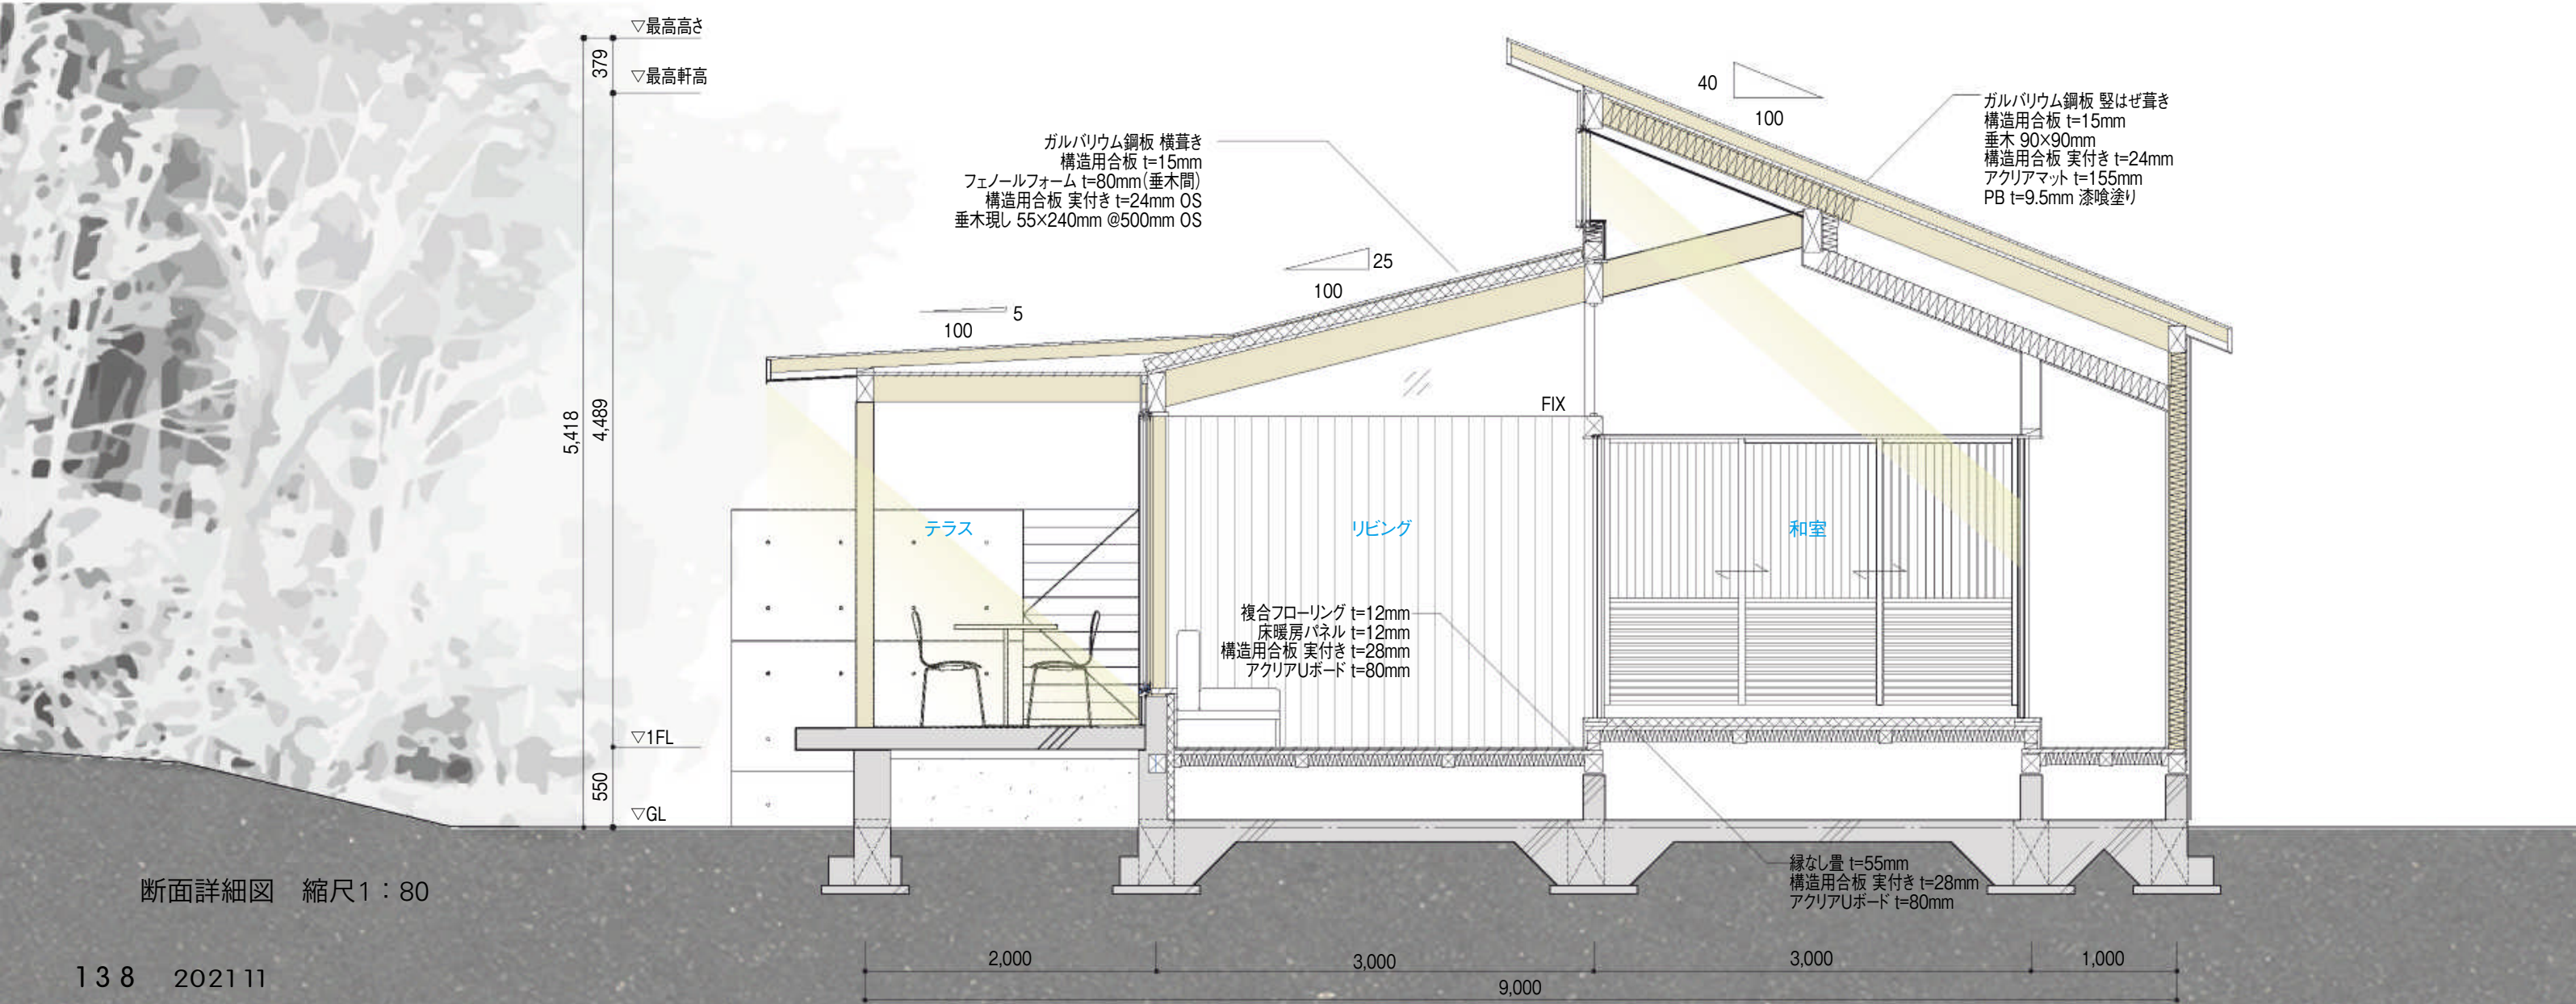 ▽最高高さ
379
▽最高軒高
5,418
4,489
▽1FL
550
▽GL
ガルバリウム鋼板 横葺き
構造用合板 t=15mm
フェノールフォーム t=80mm(垂木間)
構造用合板 実付き t=24mm OS
垂木現し 55×240mm @500mm OS
40
100
ガルバリウム鋼板 竪はぜ葺き
構造用合板 t=15mm
垂木 90×90mm
構造用合板 実付き t=24mm
アクリアマット t=155mm
PB t=9.5mm 漆喰塗り
25
100
5
100
FIX
テラス
リビング
和室
複合フローリング t=12mm
床暖房パネル t=12mm
構造用合板 実付き t=28mm
アクリアUボード t=80mm
縁なし畳 t=55mm
構造用合板 実付き t=28mm
アクリアUボード t=80mm
断面詳細図 縮尺1:80
2,000
3,000
3,000
1,000
9,000
138 202111